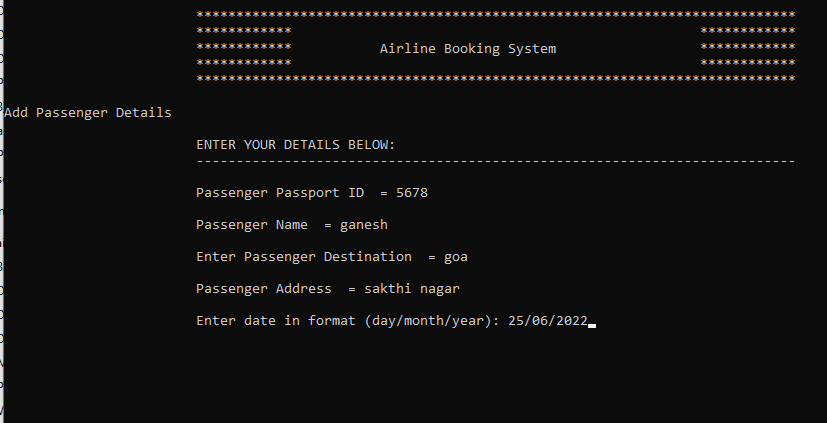 ***************************************************************************
************ ************
************ Airline Booking System ************
************ ************
***************************************************************************
Add Passenger Details
ENTER YOUR DETAILS BELOW:
---------------------------------------------------------------------------
Passenger Passport ID  = 5678
Passenger Name  = ganesh
Enter Passenger Destination  = goa
Passenger Address  = sakthi nagar
Enter date in format (day/month/year): 25/06/2022